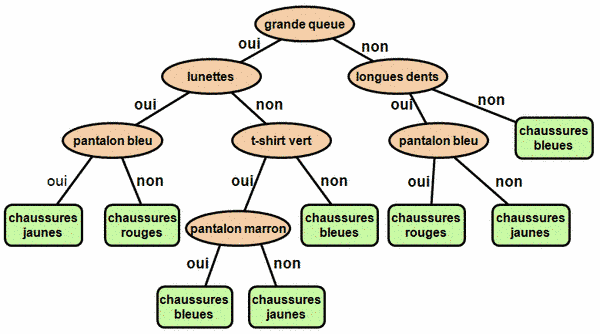 grande queue
oui
non
lunettes
longues dents
oui
non
oui
non
pantalon bleu
t-shirt vert
pantalon bleu
chaussures
bleues
oui
non
oui
non
oui
non
chaussures
jaunes
chaussures
rouges
pantalon marron
chaussures
bleues
chaussures
rouges
chaussures
jaunes
oui
non
chaussures
bleues
chaussures
jaunes